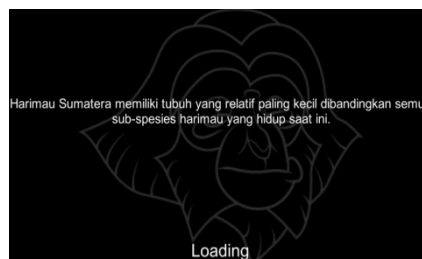 Harimau Sumatera memiliki tubuh yang relatif paling kecil dibandingkan semu
sub-spesies harimau yang hidup saat ini.
Loading